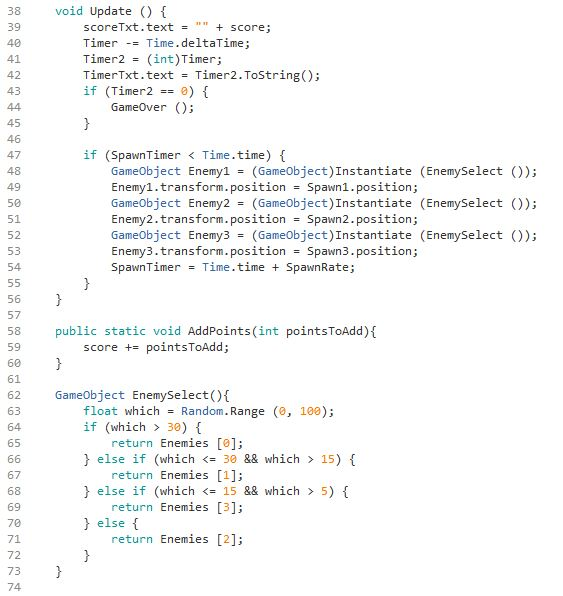 38 void Update () {
39 scoreTxt.text = "" + score;
40 Timer -= Time.deltaTime;
41 Timer2 = (int)Timer;
42 TimerTxt.text = Timer2.ToString();
43 if (Timer2 == 0) {
44 GameOver ();
45 }
46
47 if (SpawnTimer < Time.time) {
48 GameObject Enemy1 = (GameObject)Instantiate (EnemySelect ());
49 Enemy1.transform.position = Spawn1.position;
50 GameObject Enemy2 = (GameObject)Instantiate (EnemySelect ());
51 Enemy2.transform.position = Spawn2.position;
52 GameObject Enemy3 = (GameObject)Instantiate (EnemySelect ());
53 Enemy3.transform.position = Spawn3.position;
54 SpawnTimer = Time.time + SpawnRate;
55 }
56 }
57
58 public static void AddPoints(int pointsToAdd){
59 score += pointsToAdd;
60 }
61
62 GameObject EnemySelect(){
63 float which = Random.Range (0, 100);
64 if (which > 30) {
65 return Enemies [0];
66 } else if (which <= 30 && which > 15) {
67 return Enemies [1];
68 } else if (which <= 15 && which > 5) {
69 return Enemies [3];
70 } else {
71 return Enemies [2];
72 }
73 }
74